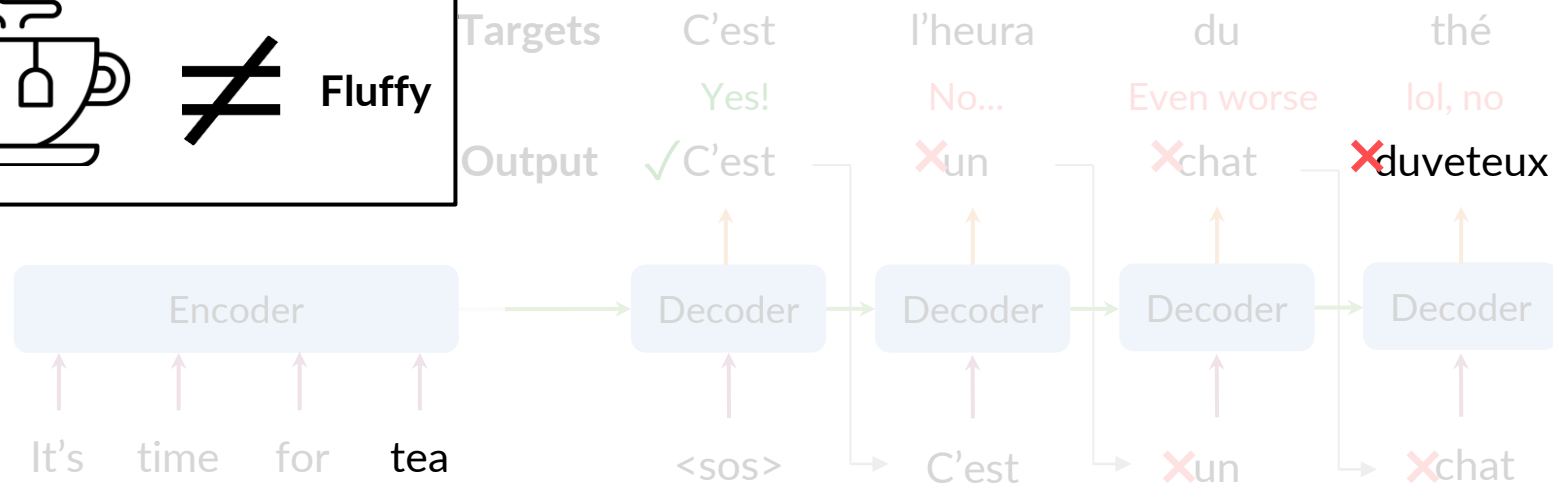 Targets C’est l’heura du thé
Fluffy Yes! No... Even worse lol, no
Output C’est un chat duveteux
Encoder Decoder Decoder Decoder Decoder
It’s time for tea <sos> C’est un chat